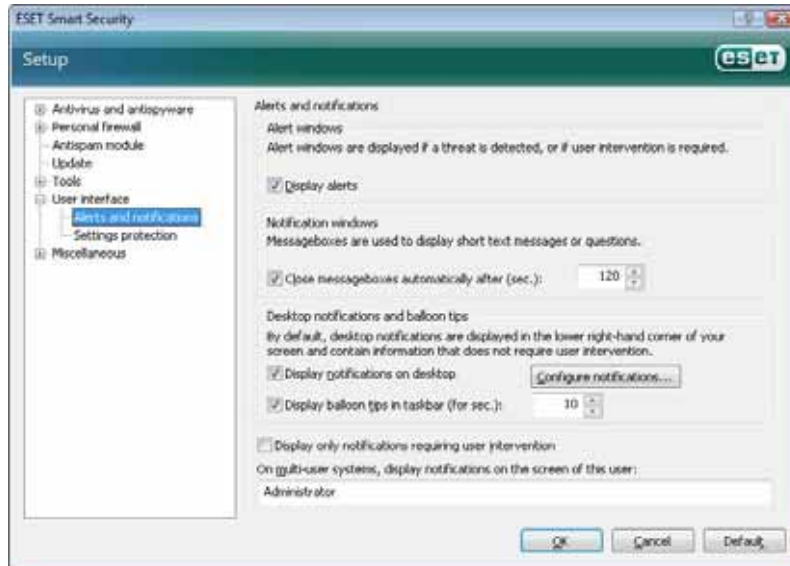 ESET Smart Security
Setup
eset
Antivirus and antispyware
Personal firewall
Antispam module
Update
Tools
User interface
Alerts and notifications
Settings protection
Miscellaneous
Alerts and notifications
Alert windows
Alert windows are displayed if a threat is detected, or if user intervention is required.
Display alerts
Notification windows
Messageboxes are used to display short text messages or questions.
Close messageboxes automatically after (sec.): 120
Desktop notifications and balloon tips
By default, desktop notifications are displayed in the lower right-hand corner of your
screen and contain information that does not require user intervention.
Display notifications on desktop Configure notifications...
Display balloon tips in taskbar (for sec.): 10
Display only notifications requiring user intervention
On multi-user systems, display notifications on the screen of this user:
Administrator
OK Cancel Default